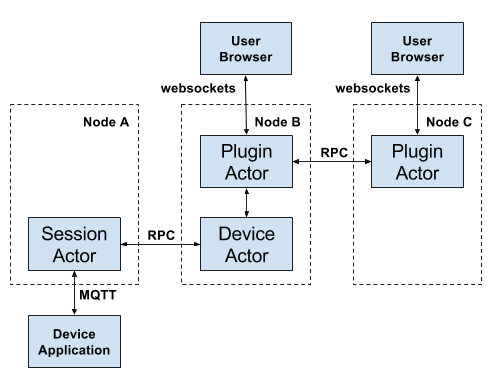 User
Browser
User
Browser
websockets
websockets
Node A
Node B
Node C
Plugin
Actor
RPC
Plugin
Actor
Session
Actor
RPC
Device
Actor
MQTT
Device
Application